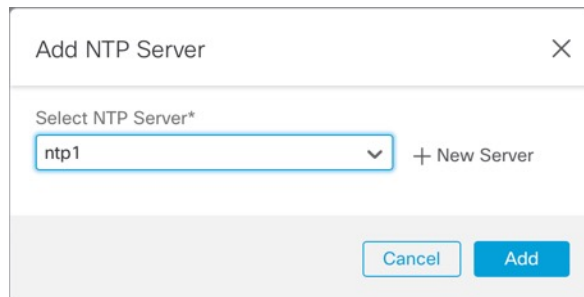 Add NTP Server
Select NTP Server*
ntp1
+ New Server
Cancel
Add